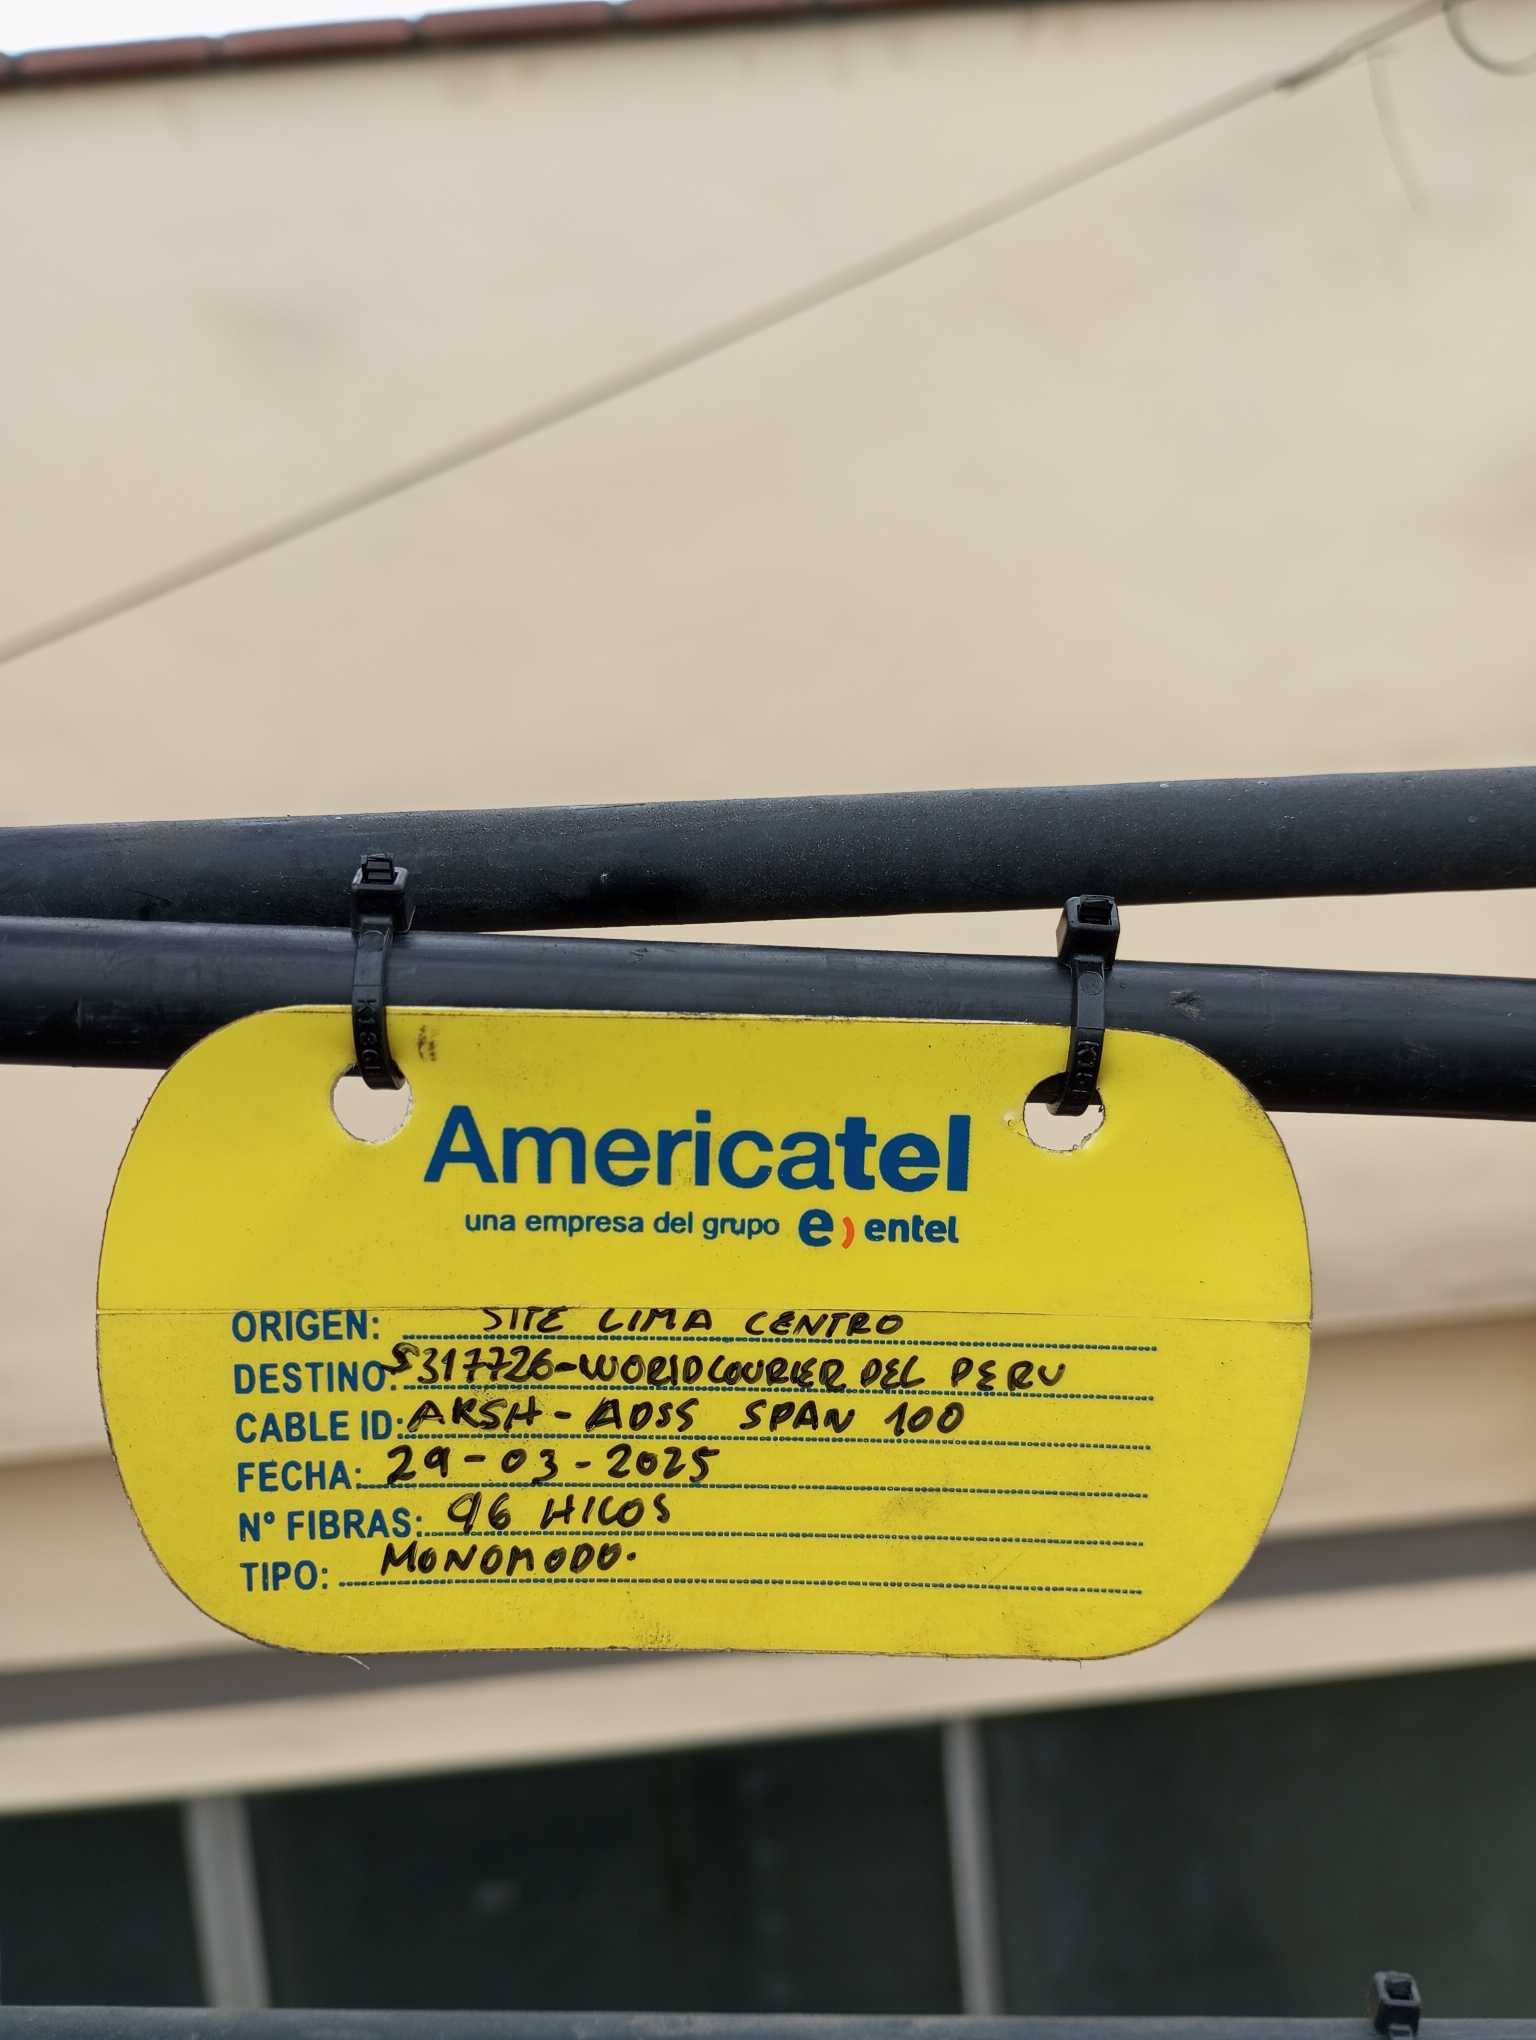 Americatel
una empresa del grupo e) entel
ORIGEN: SITE LIMA CENTRO
DESTINO: S317726-WORLDCOURIER DEL PERU
CABLE ID: AKSH-ADSS SPAN 100
FECHA: 29-03-2025
N° FIBRAS: 96 HILOS
TIPO: MONOMODO.